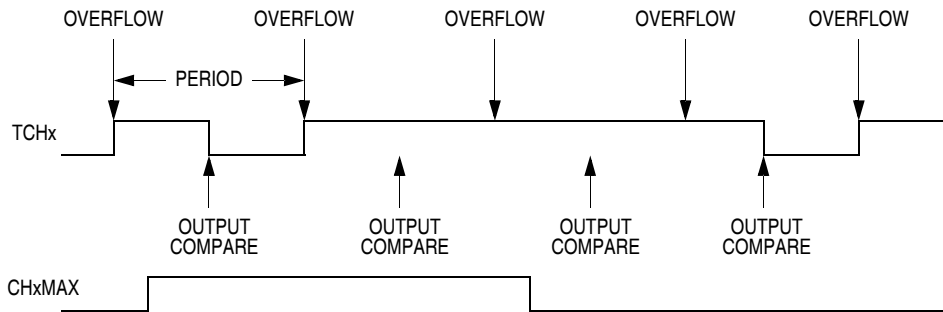 OVERFLOW OVERFLOW OVERFLOW OVERFLOW OVERFLOW
PERIOD
TCHx
OUTPUT OUTPUT OUTPUT OUTPUT
COMPARE COMPARE COMPARE COMPARE
CHxMAX